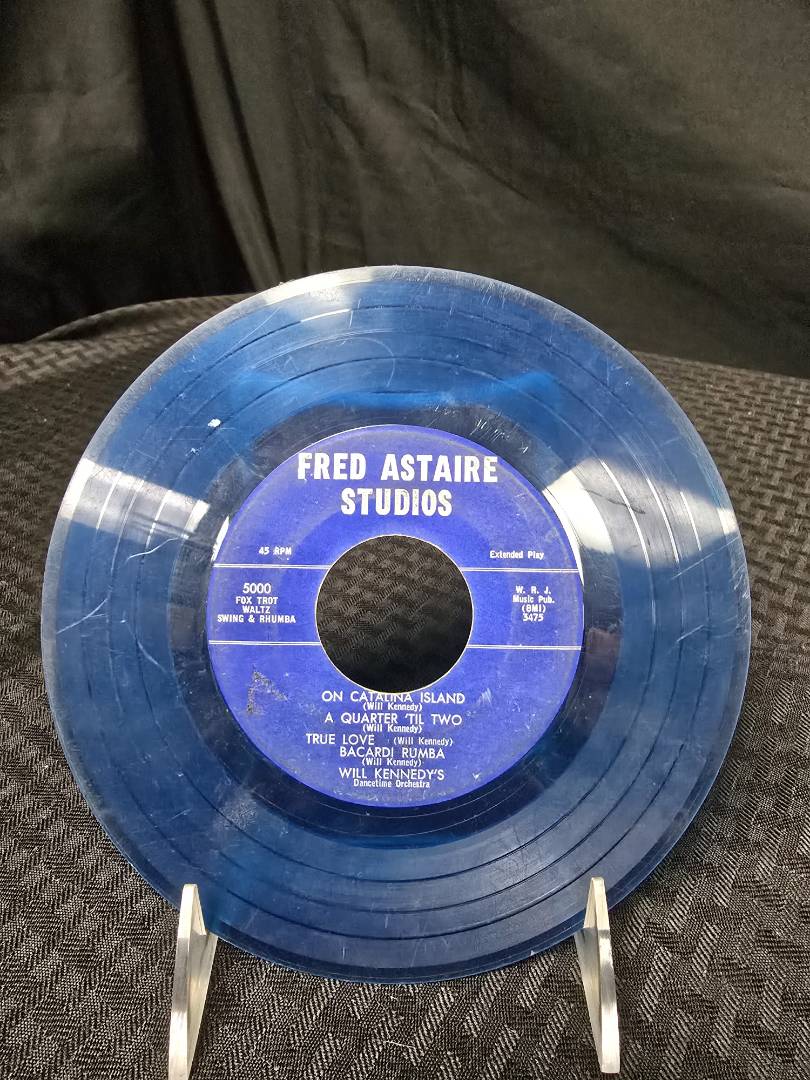 FRED ASTAIRE
STUDIOS
45 RPM
Extended Play
5000
FOX TROT
WALTZ
SWING & RHUMBA
W. R. J.
Music Pub.
(BMI)
3475
ON CATALINA ISLAND
(Will Kennedy)
A QUARTER 'TIL TWO
(Will Kennedy)
TRUE LOVE (Will Kennedy)
BACARDI RUMBA
(Will Kennedy)
WILL KENNEDY'S
Dancetime Orchestra